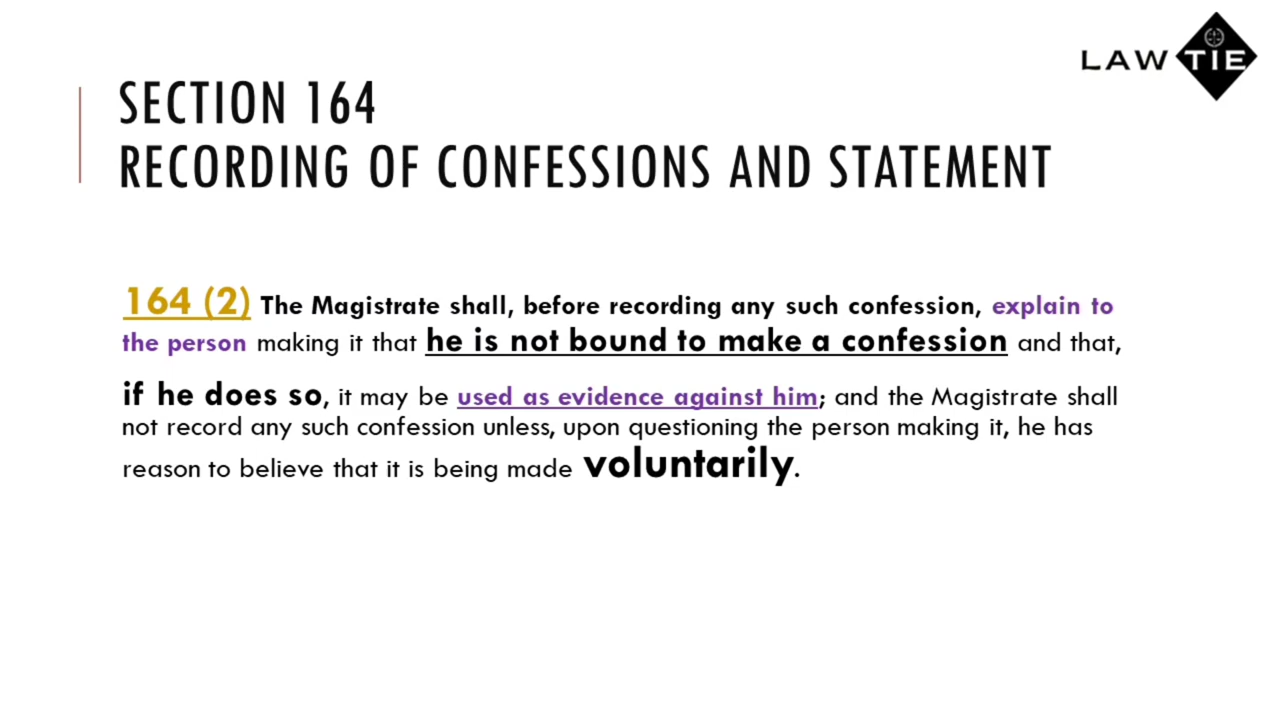 LAW TIE
SECTION 164
RECORDING OF CONFESSIONS AND STATEMENT
164 (2) The Magistrate shall, before recording any such confession, explain to
the person making it that he is not bound to make a confession and that,
if he does so, it may be used as evidence against him; and the Magistrate shall
not record any such confession unless, upon questioning the person making it, he has
reason to believe that it is being made voluntarily.